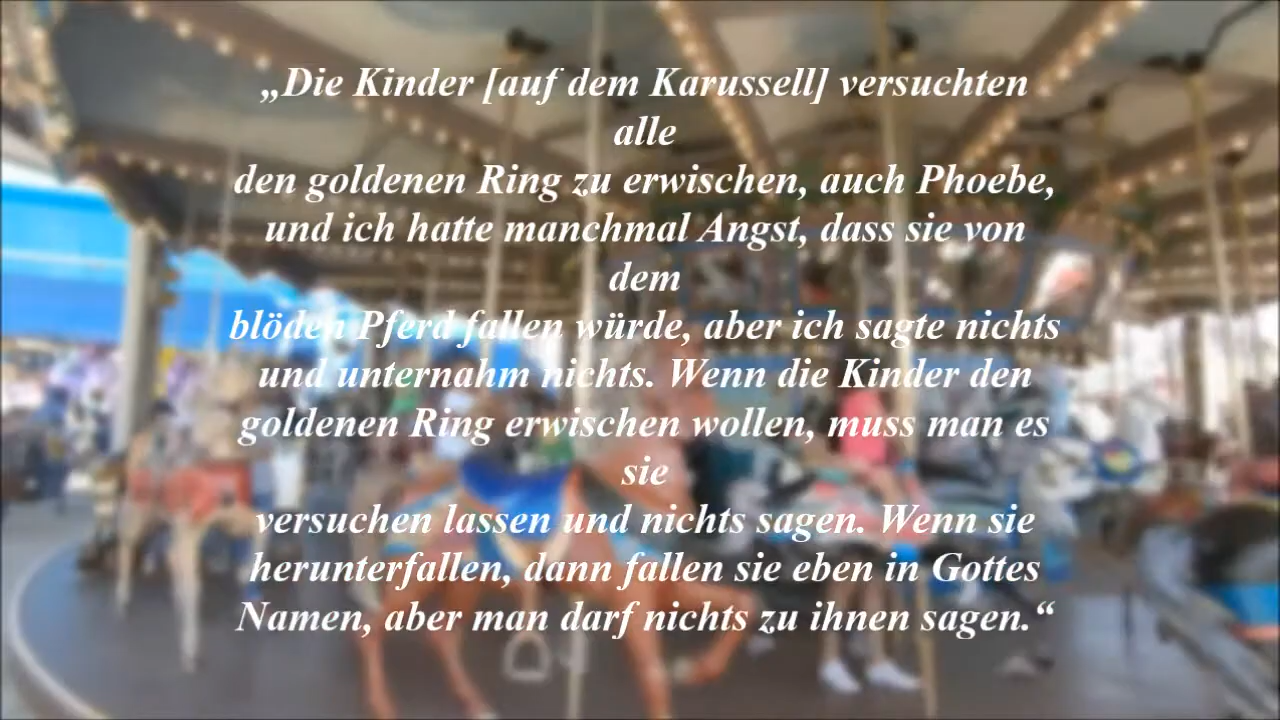 „Die Kinder [auf dem Karussell] versuchten
alle
den goldenen Ring zu erwischen, auch Phoebe,
und ich hatte manchmal Angst, dass sie von
dem
blöden Pferd fallen würde, aber ich sagte nichts
und unternahm nichts. Wenn die Kinder den
goldenen Ring erwischen wollen, muss man es
sie
versuchen lassen und nichts sagen. Wenn sie
herunterfallen, dann fallen sie eben in Gottes
Namen, aber man darf nichts zu ihnen sagen.“